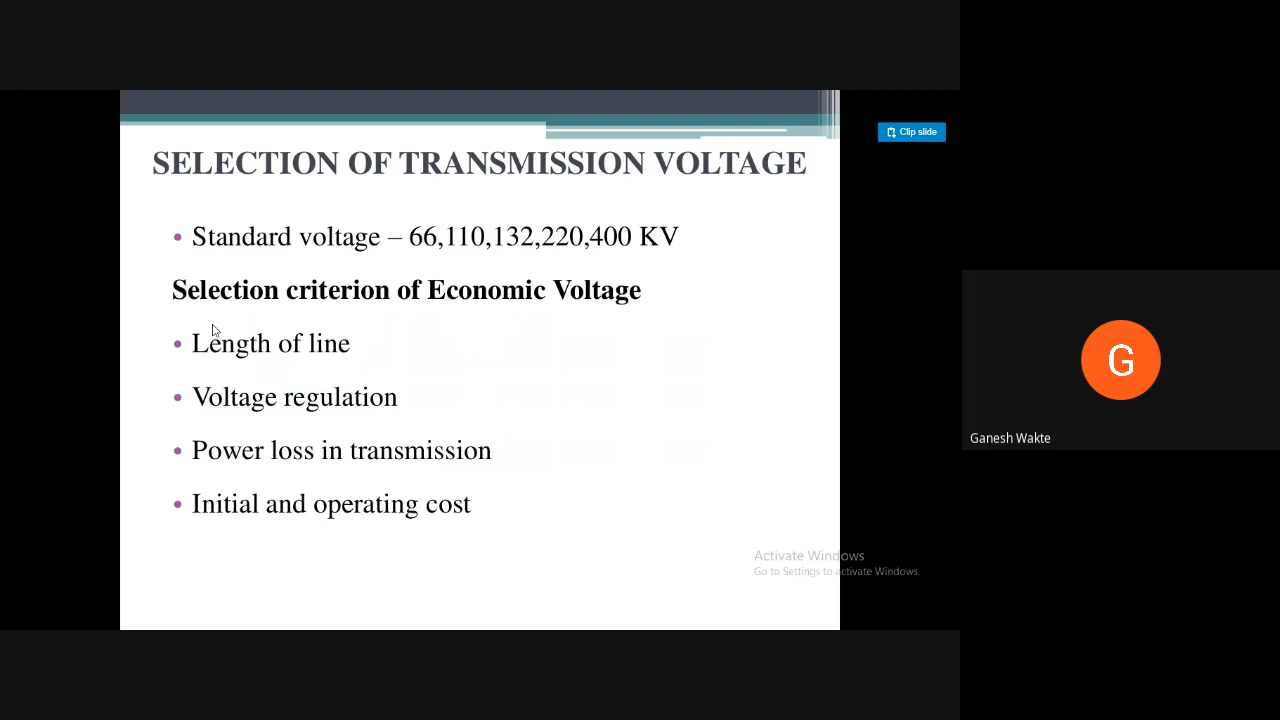 Clip slide
SELECTION OF TRANSMISSION VOLTAGE
• Standard voltage – 66,110,132,220,400 KV
Selection criterion of Economic Voltage
• Length of line
• Voltage regulation
• Power loss in transmission
• Initial and operating cost
Activate Windows
Go to Settings to activate Windows.
G
Ganesh Wakte